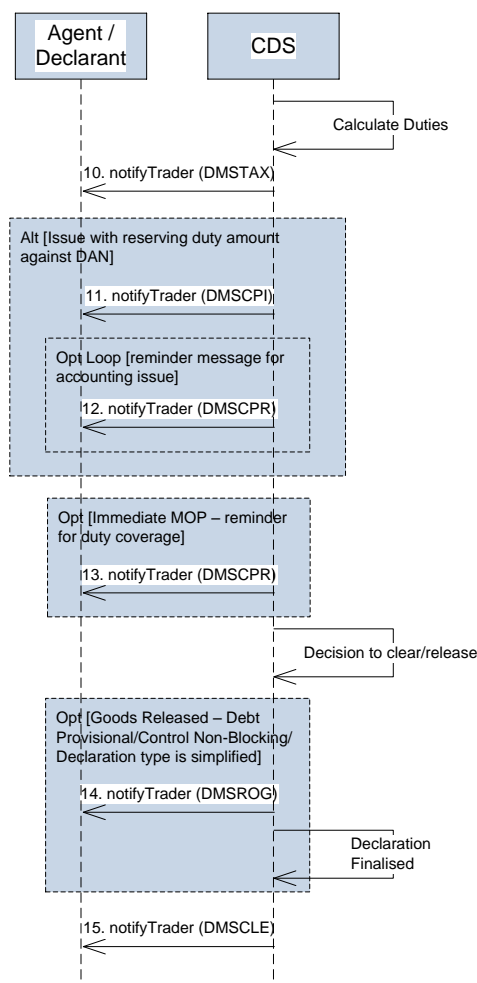 Agent /
Declarant
CDS
Calculate Duties
10. notifyTrader (DMSTAX)
Alt [Issue with reserving duty amount
against DAN]
11. notifyTrader (DMSCPI)
Opt Loop [reminder message for
accounting issue]
12. notifyTrader (DMSCPR)
Opt [Immediate MOP – reminder
for duty coverage]
13. notifyTrader (DMSCPR)
Decision to clear/release
Opt [Goods Released – Debt
Provisional/Control Non-Blocking/
Declaration type is simplified]
14. notifyTrader (DMSROG)
Declaration
Finalised
15. notifyTrader (DMSCLE)